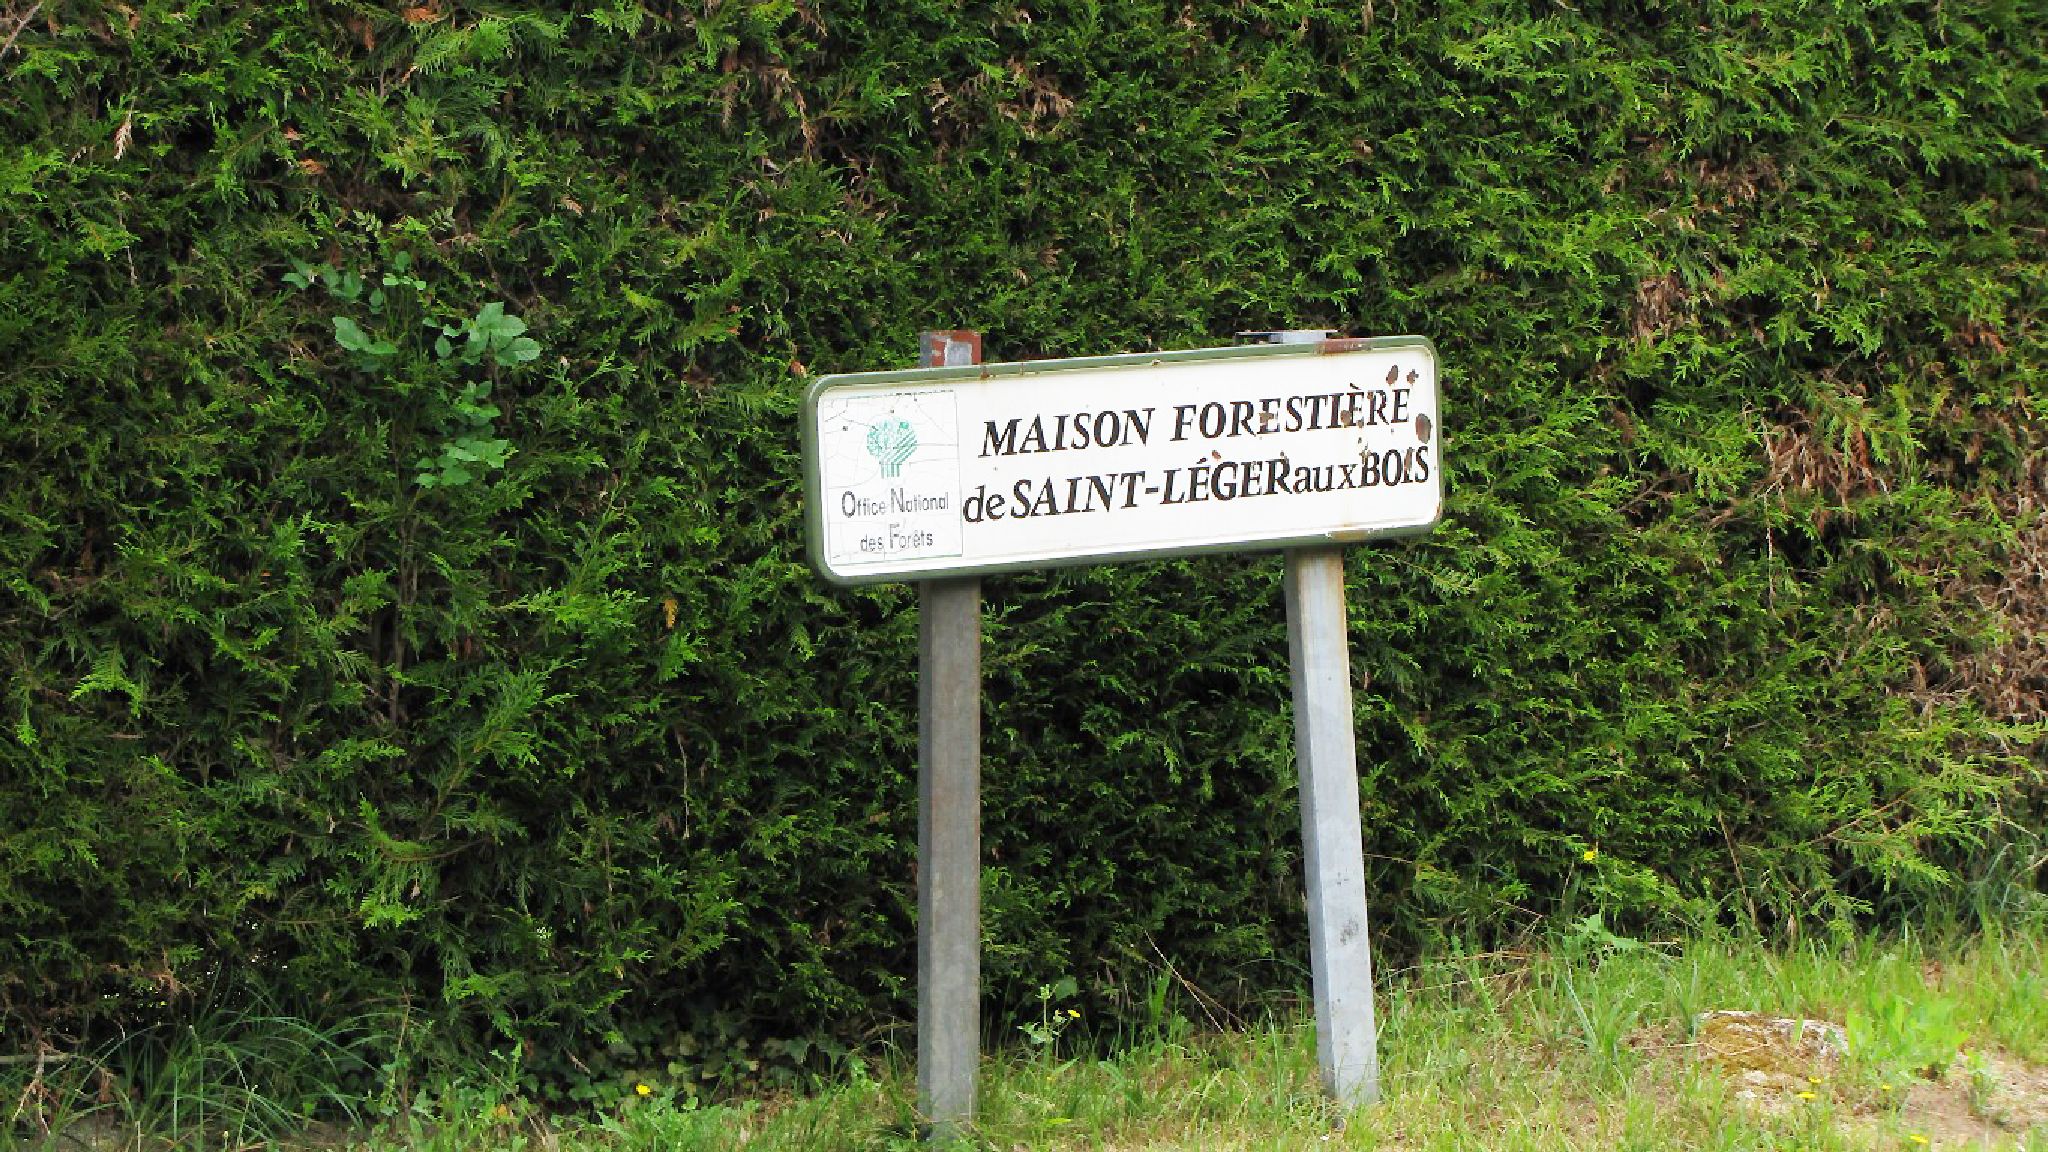 MAISON FORESTIÈRE
de SAINT-LÉGER aux BOIS
Office National
des Forêts